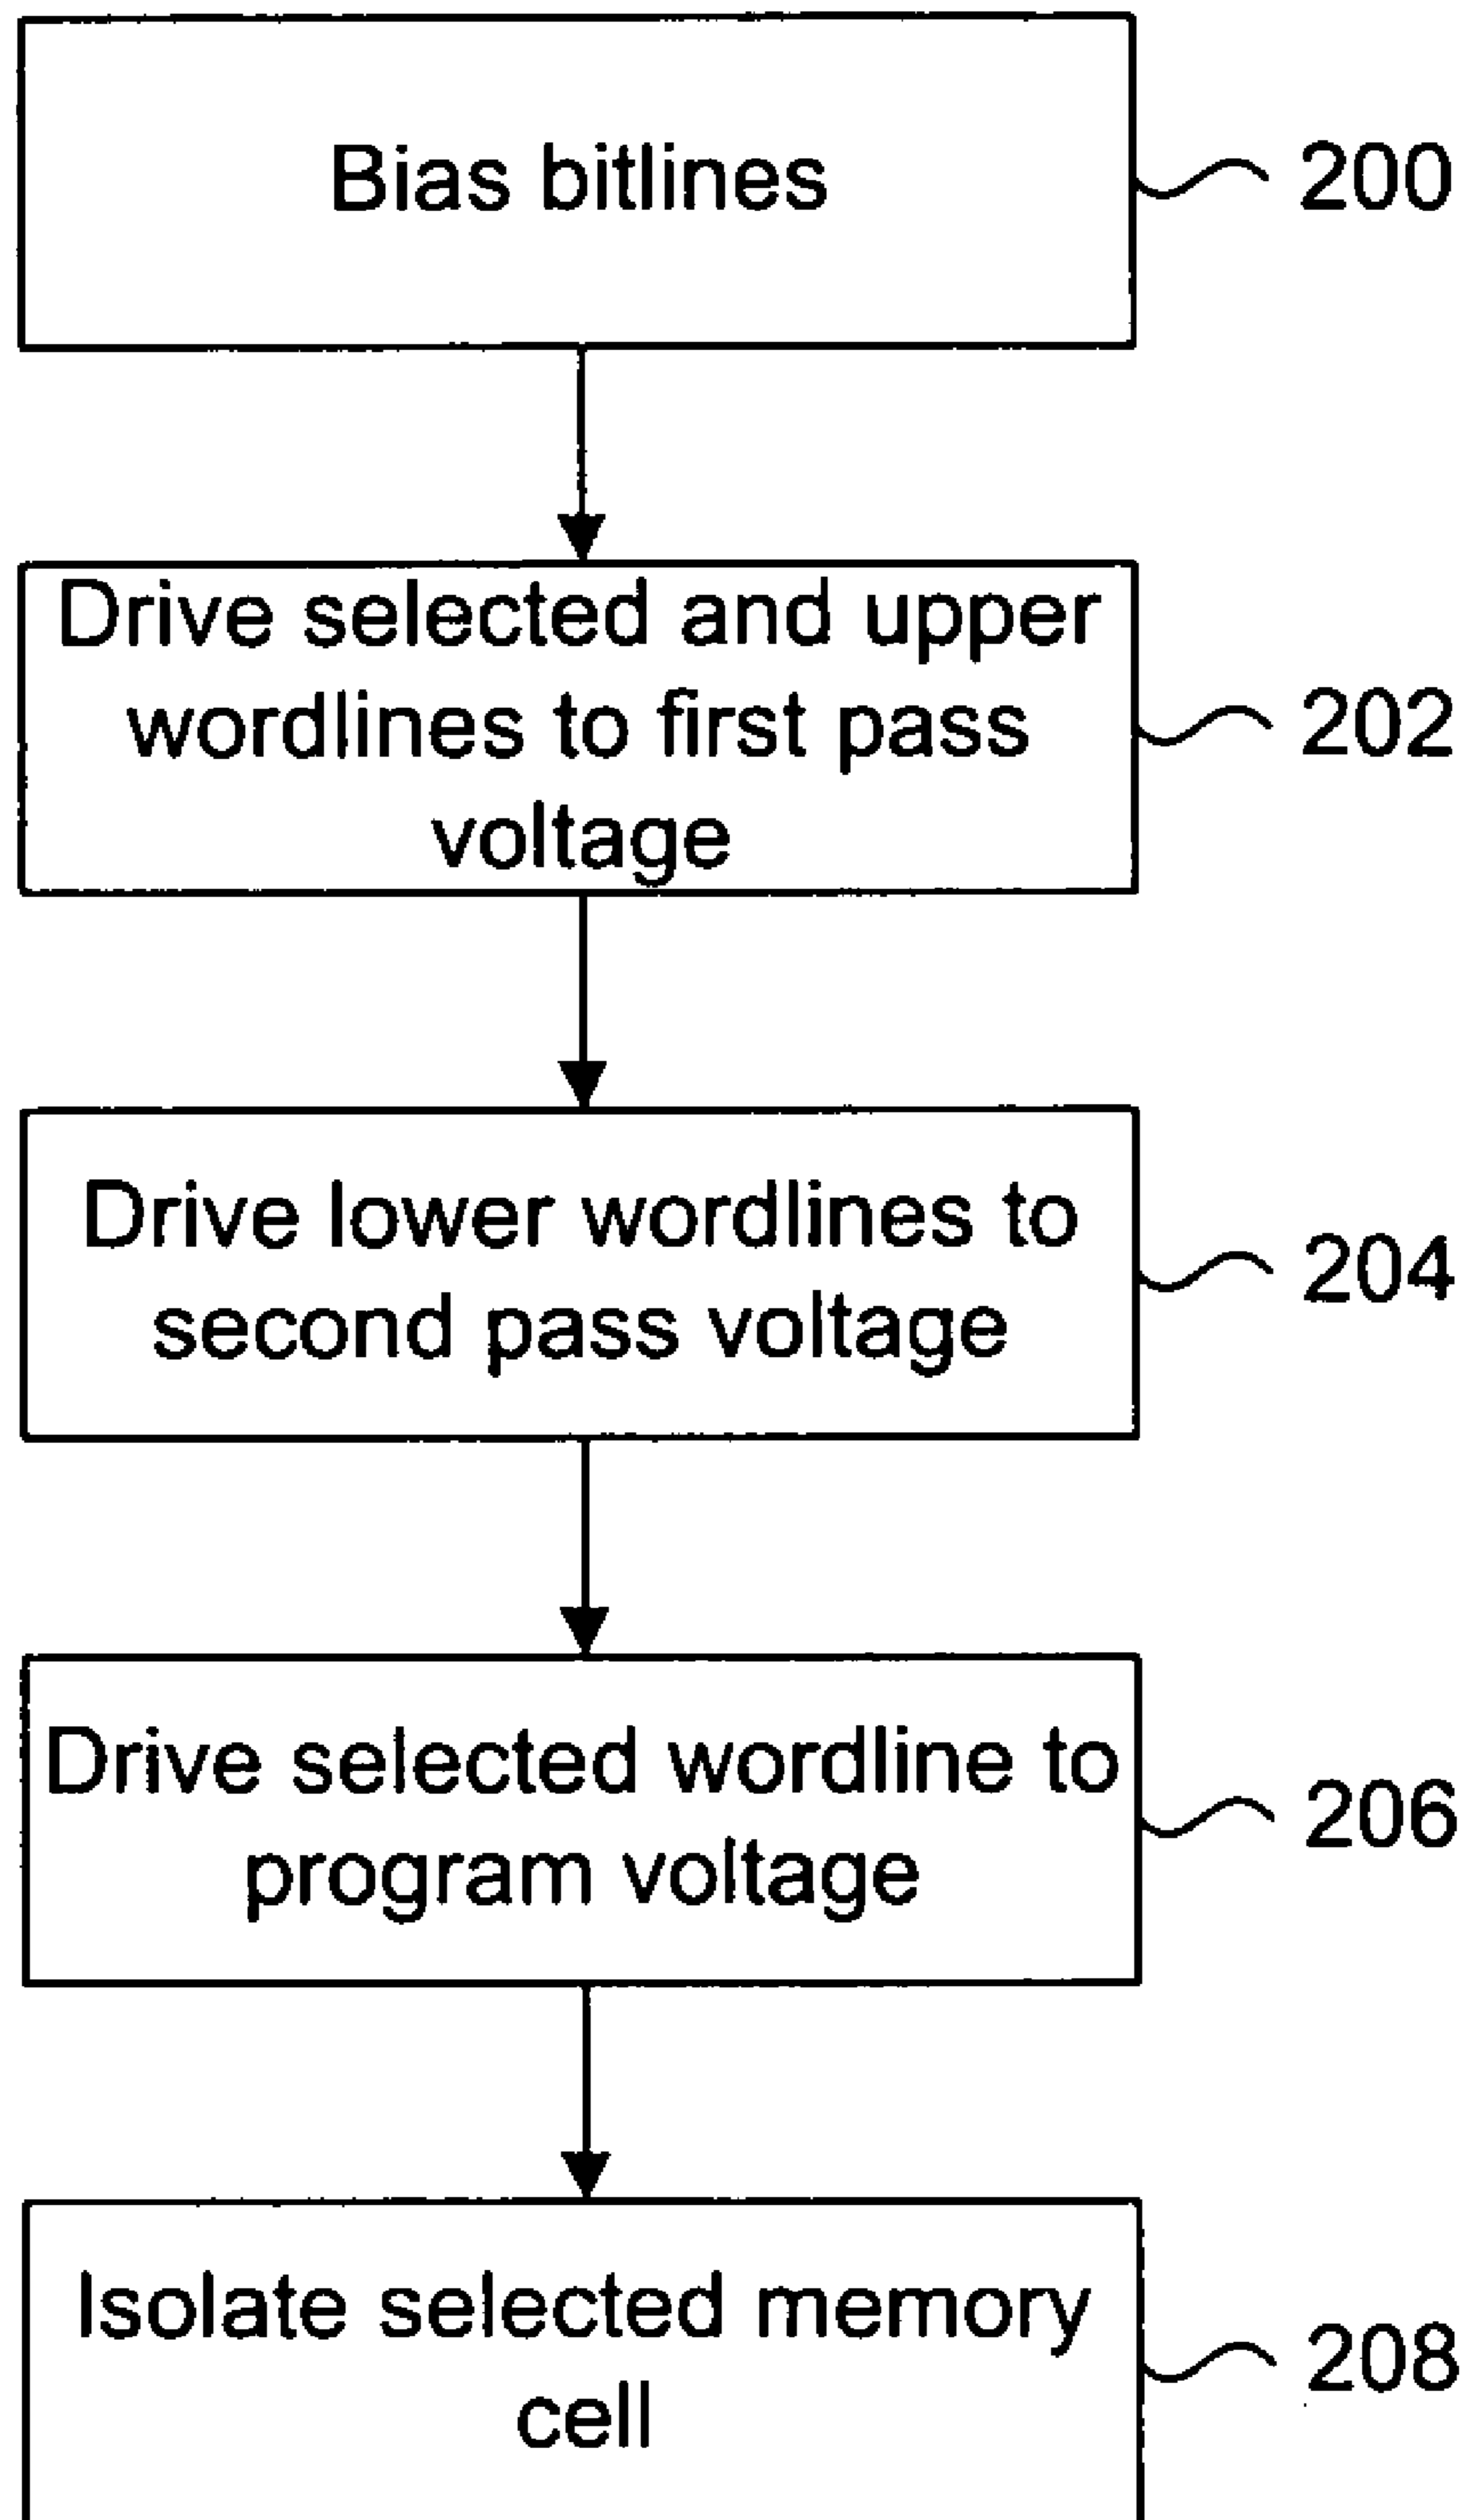 Bias bitlines
200
Drive selected and upper
wordlines to first pass
voltage
202
Drive lower wordlines to
second pass voltage
204
Drive selected wordline to
program voltage
206
Isolate selected memory
cell
208